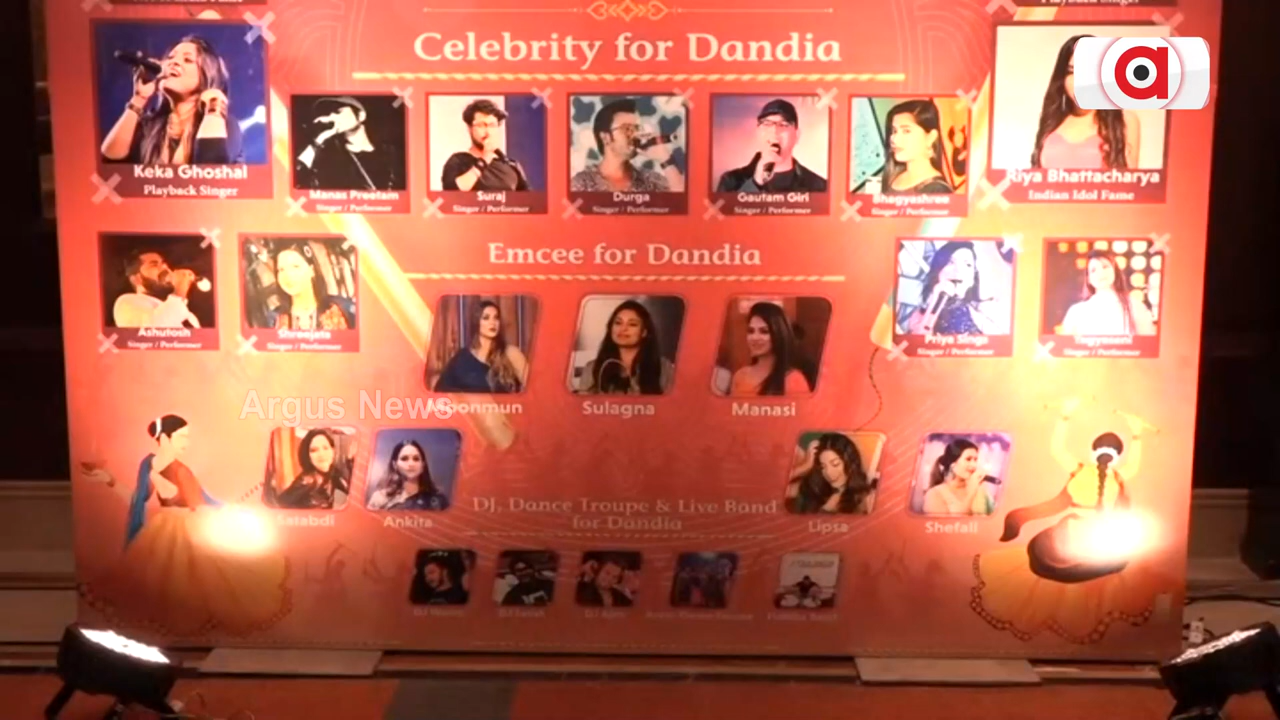 Playback Singer
Celebrity for Dandia
Keka Ghoshal
Playback Singer
Manas Preetam
Singer / Performer
Suraj
Singer / Performer
Durga
Singer / Performer
Gautam Giri
Singer / Performer
Bhagyashree
Singer / Performer
Riya Bhattacharya
Indian Idol Fame
Emcee for Dandia
Ashutosh
Singer / Performer
Shreejata
Singer / Performer
Priya Singh
Singer / Performer
Singer / Performer
Argus News
Moonmun
Sulagna
Manasi
Satabdi
Ankita
DJ, Dance Troupe & Live Band
for Dandia
Lipsa
Shefali